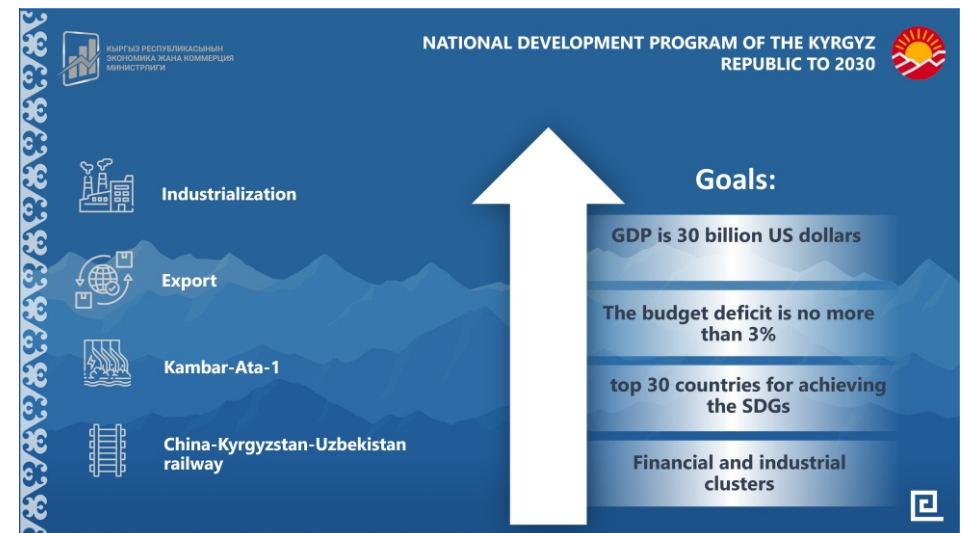 КЫРГЫЗ РЕСПУБЛИКАСЫНЫН
ЭКОНОМИКА ЖАНА КОММЕРЦИЯ
МИНИСТРЛИГИ
NATIONAL DEVELOPMENT PROGRAM OF THE KYRGYZ
REPUBLIC TO 2030
Industrialization
Export
Kambar-Ata-1
China-Kyrgyzstan-Uzbekistan
railway
Goals:
GDP is 30 billion US dollars
The budget deficit is no more
than 3%
top 30 countries for achieving
the SDGs
Financial and industrial
clusters